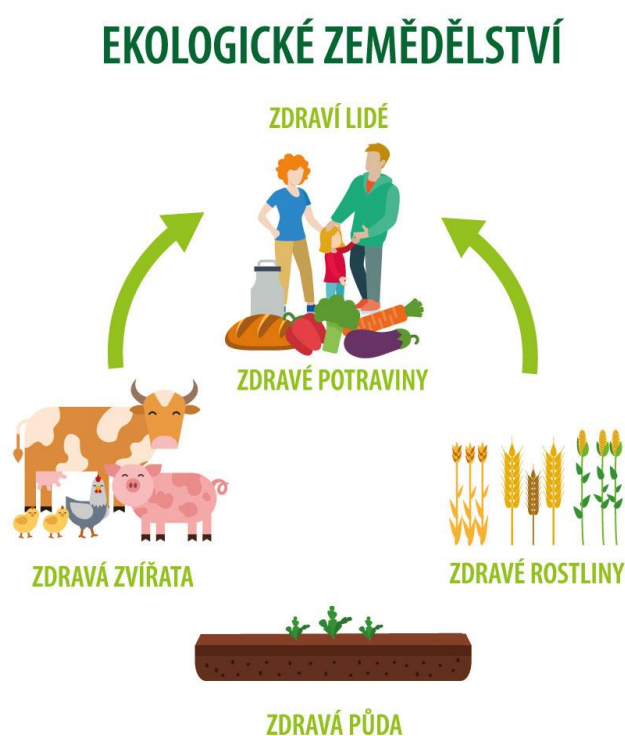 EKOLOGICKÉ ZEMĚDĚLSTVÍ
ZDRAVÍ LIDÉ
ZDRAVÉ POTRAVINY
ZDRAVÁ ZVÍŘATA
ZDRAVÉ ROSTLINY
ZDRAVÁ PŮDA